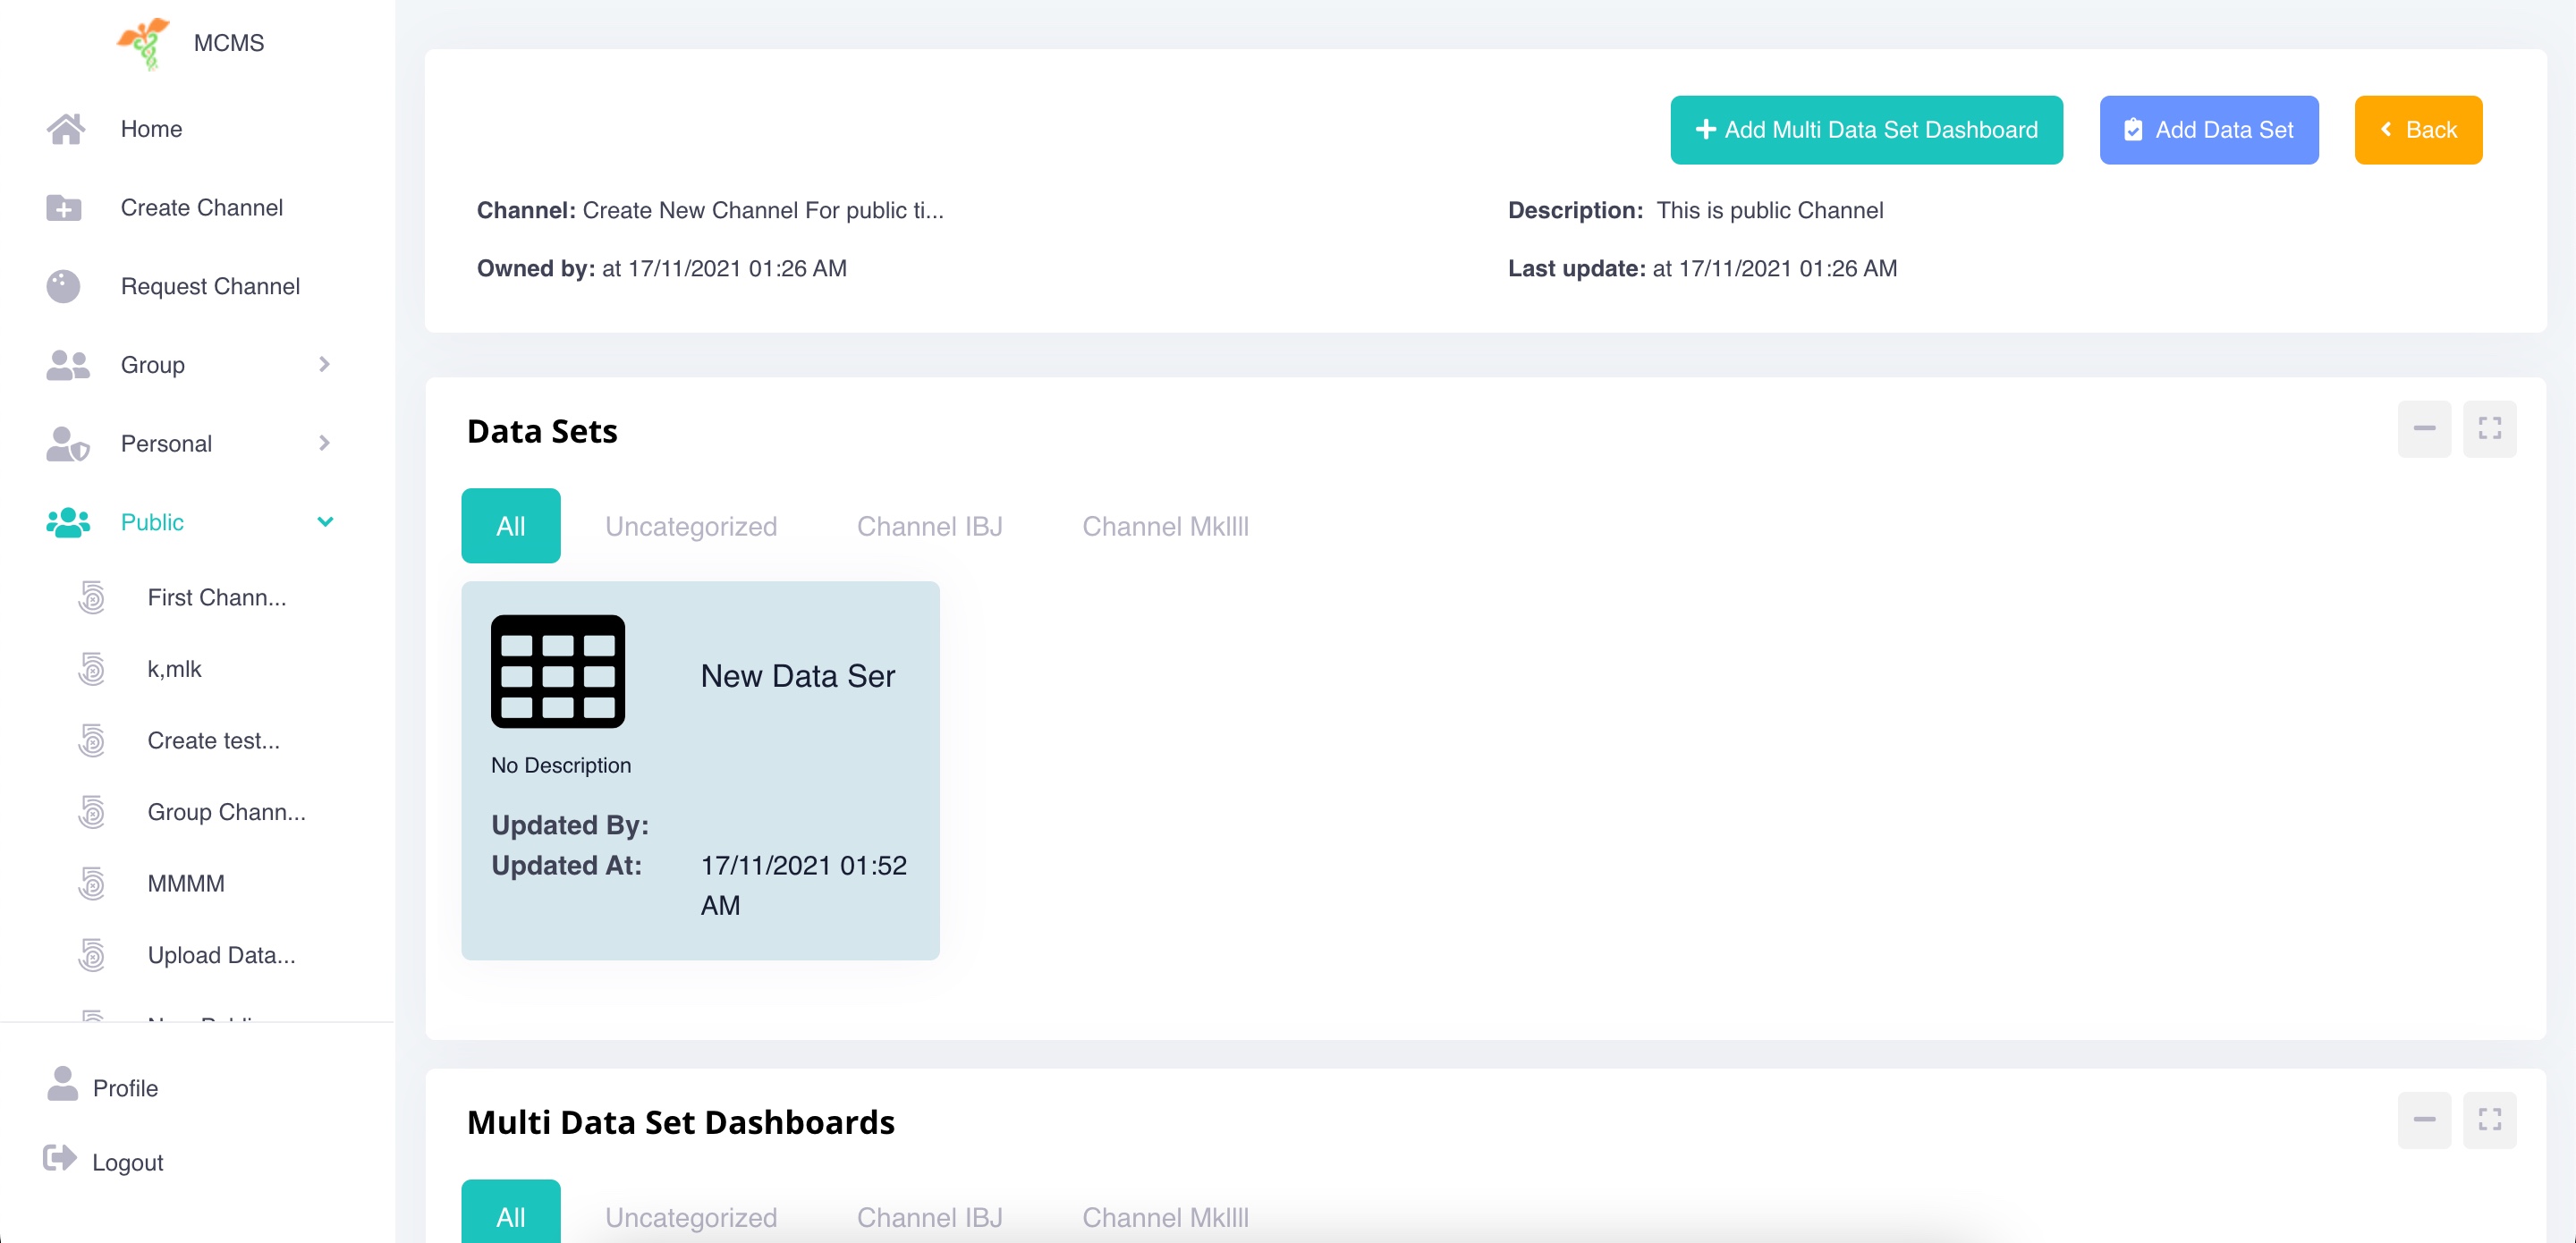 MCMS
Home
Create Channel
Request Channel
Group
Personal
Public
First Chann...
k,mlk
Create test...
Group Chann...
MMMM
Upload Data...
Profile
Logout
Add Multi Data Set Dashboard
Add Data Set
Back
Channel: Create New Channel For public ti...
Description: This is public Channel
Owned by: at 17/11/2021 01:26 AM
Last update: at 17/11/2021 01:26 AM
Data Sets
All Uncategorized Channel IBJ Channel Mkllll
New Data Ser
No Description
Updated By:
Updated At: 17/11/2021 01:52
AM
Multi Data Set Dashboards
All Uncategorized Channel IBJ Channel Mkllll